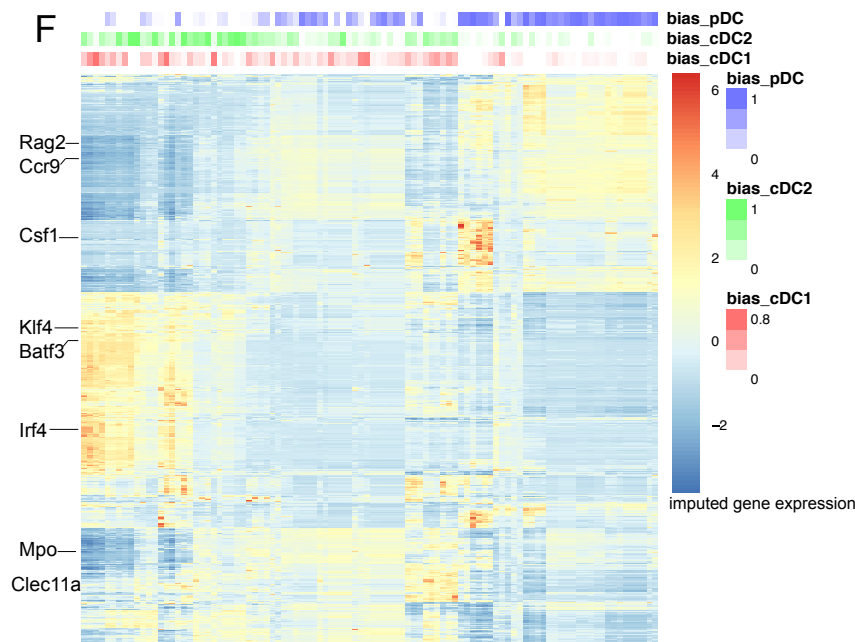 F
bias_pDC
bias_cDC2
bias_cDC1
Rag2
Ccr9
Csf1
Klf4
Batf3
Irf4
Mpo
Clec11a
6
4
2
0
−2
imputed gene expression
bias_pDC
1
0
bias_cDC2
1
0
bias_cDC1
0.8
0